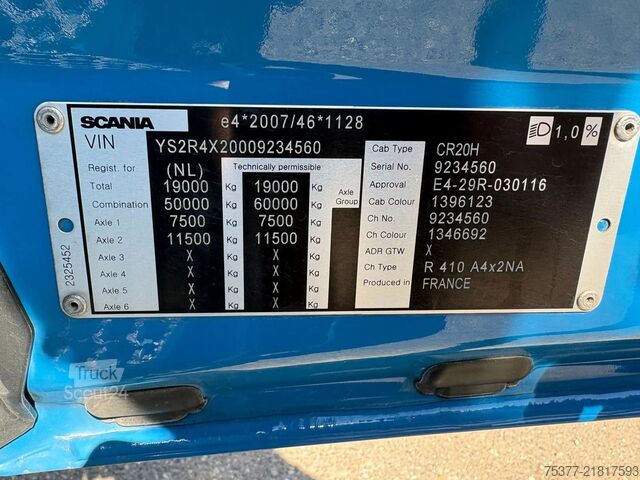 SCANIA e4*2007/46*1128
VIN YS2R4X20009234560
1,0%
Regist. for (NL) Technically permissible
Total 19000 Kg 19000 Kg Axle Group
Combination 50000 Kg 60000 Kg
Axle 1 7500 Kg 7500 Kg
Axle 2 11500 Kg 11500 Kg
Axle 3 X Kg X Kg
Axle 4 X Kg X Kg
Axle 5 X Kg X Kg
Axle 6 X Kg X Kg
Cab Type CR20H
Serial No. 9234560
Approval E4-29R-030116
Cab Colour 1396123
Ch No. 9234560
Ch Colour 1346692
ADR GTW X
Ch Type R 410 A4x2NA
Produced in FRANCE
2325452
Truck
Scout24
75377-21817593